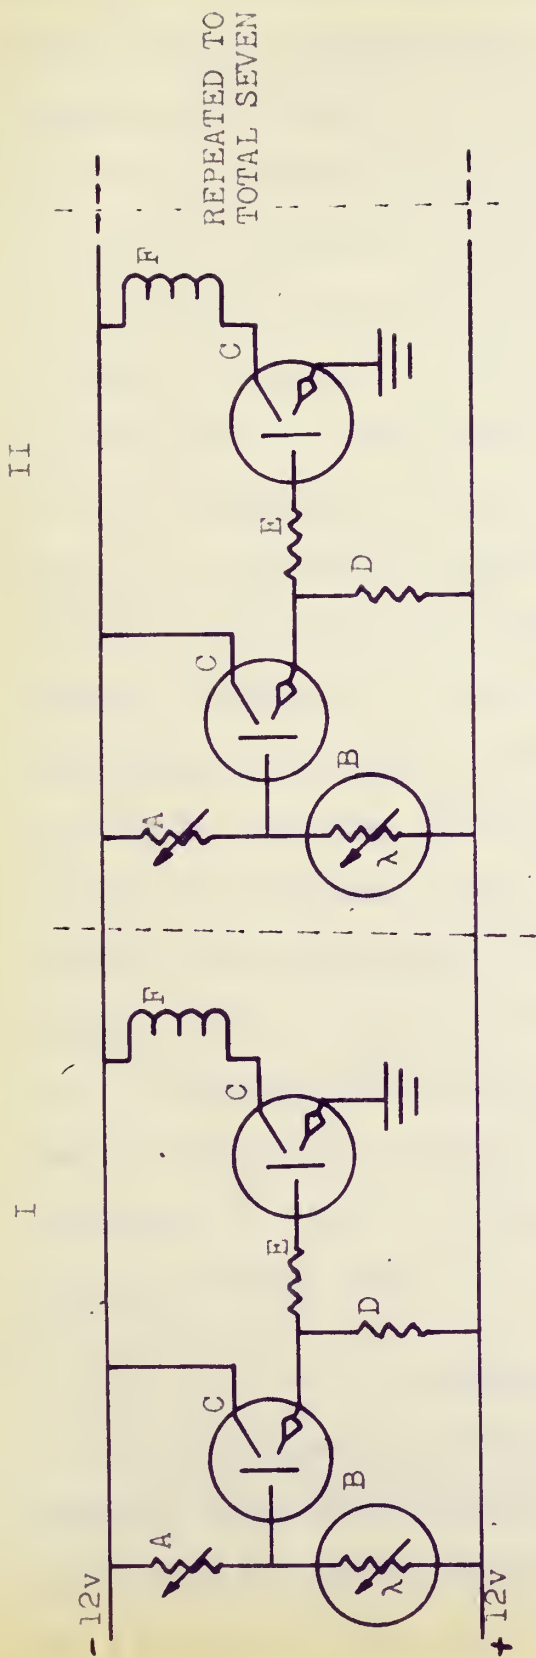 I
II
- 12v
A
B
λ
C
D
E
C
F
A
B
λ
C
D
E
C
F
REPEATED TO
TOTAL SEVEN
+ 12v